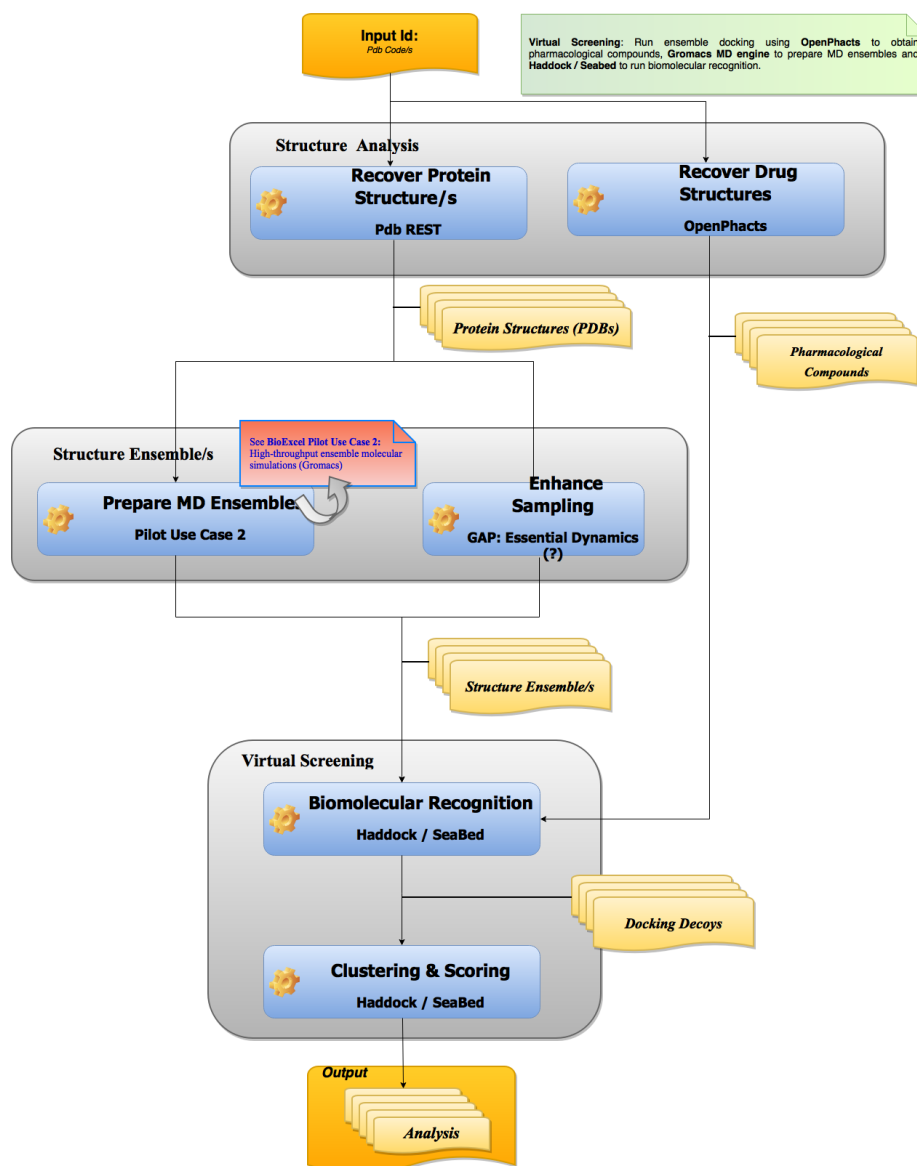 Input Id:
Pdb Code/s
Virtual Screening: Run ensemble docking using OpenPhacts to obtain
pharmacological compounds, Gromacs MD engine to prepare MD ensembles and
Haddock / Seabed to run biomolecular recognition.
Structure Analysis
Recover Protein
Structure/s
Pdb REST
Recover Drug
Structures
OpenPhacts
Protein Structures (PDBs)
Pharmacological
Compounds
Structure Ensemble/s
See BioExcel Pilot Use Case 2:
High-throughput ensemble molecular
simulations (Gromacs)
Prepare MD Ensembles
Pilot Use Case 2
Enhance
Sampling
GAP: Essential Dynamics
(?)
Structure Ensemble/s
Virtual Screening
Biomolecular Recognition
Haddock / SeaBed
Docking Decoys
Clustering & Scoring
Haddock / SeaBed
Output
Analysis